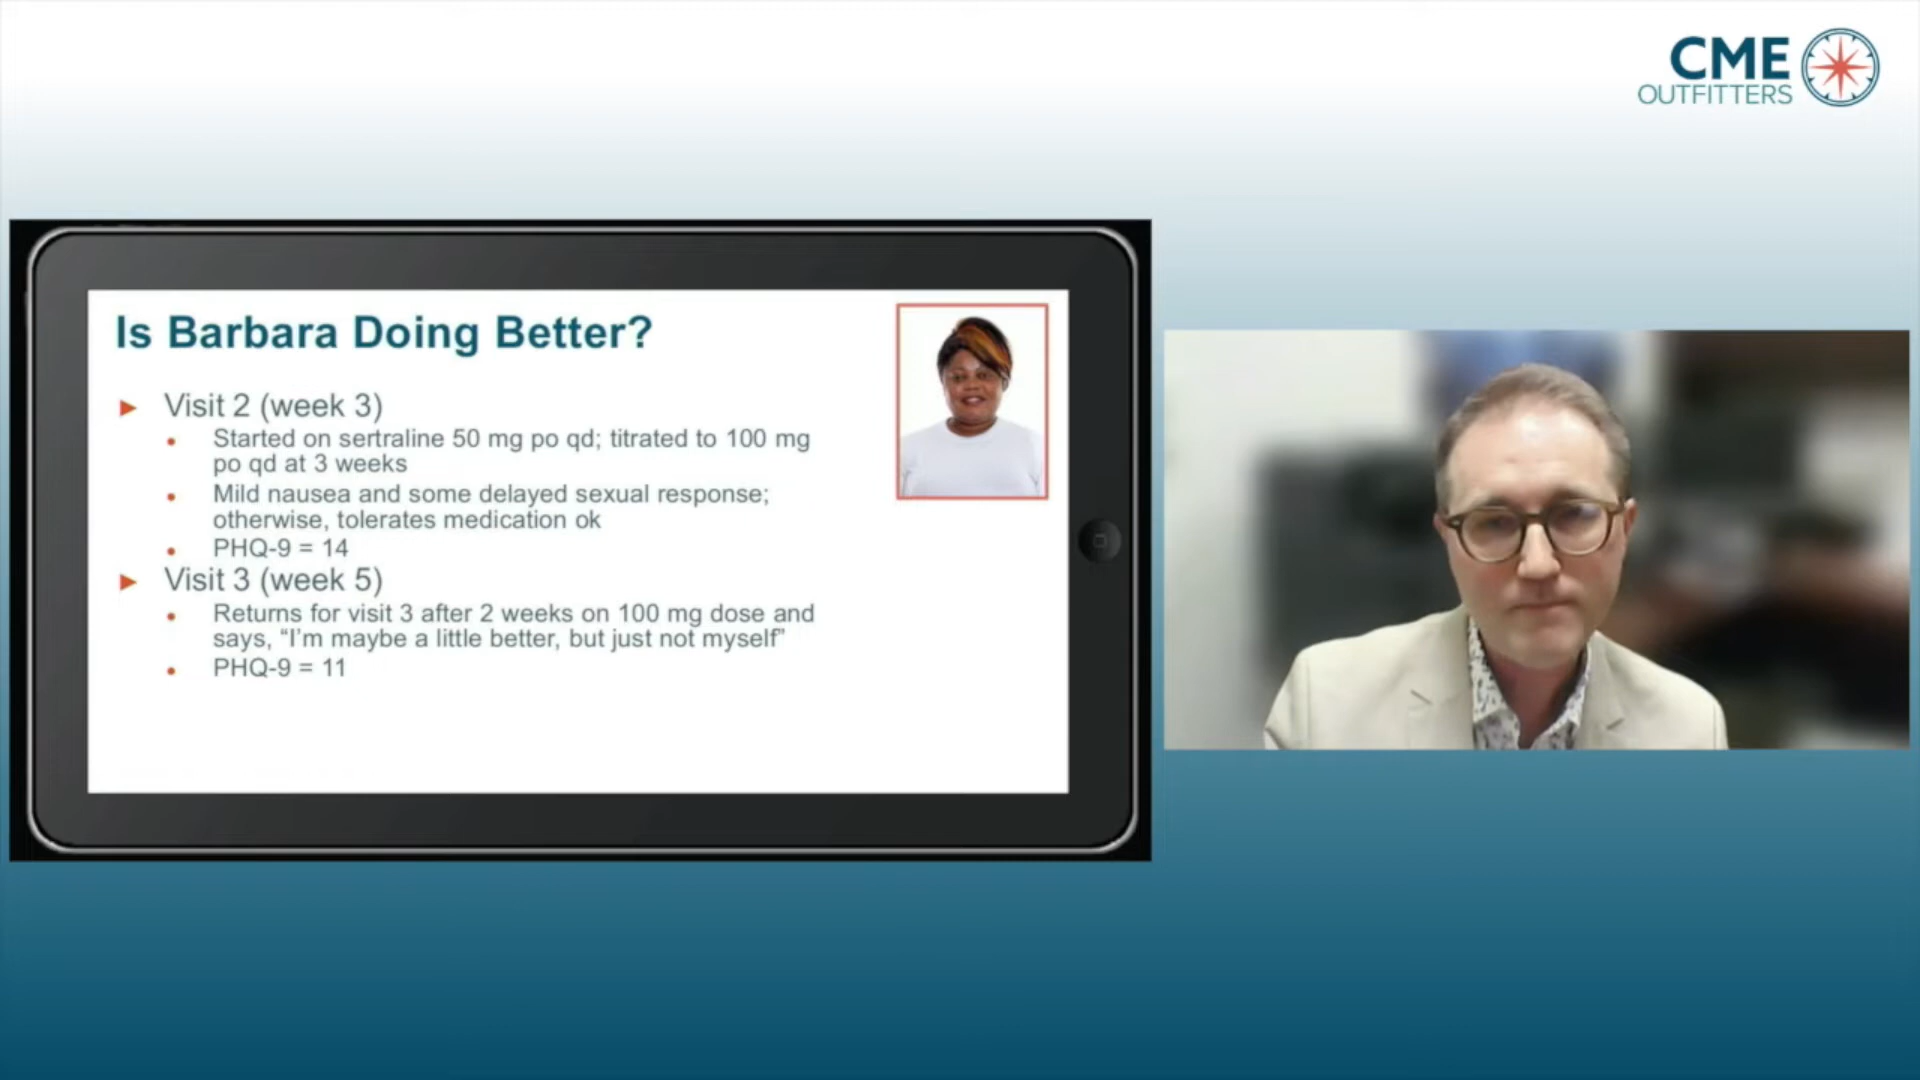 CME
OUTFITTERS
Is Barbara Doing Better?
► Visit 2 (week 3)
• Started on sertraline 50 mg po qd; titrated to 100 mg
po qd at 3 weeks
• Mild nausea and some delayed sexual response;
otherwise, tolerates medication ok
• PHQ-9 = 14
► Visit 3 (week 5)
• Returns for visit 3 after 2 weeks on 100 mg dose and
says, “I’m maybe a little better, but just not myself”
• PHQ-9 = 11